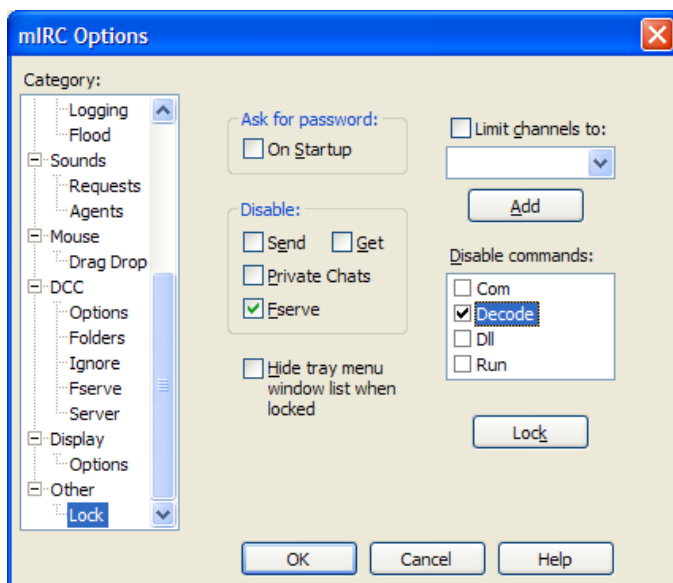 mIRC Options
Category:
Logging
Flood
Sounds
Requests
Agents
Mouse
Drag Drop
DCC
Options
Folders
Ignore
Fserve
Server
Display
Options
Other
Lock
Ask for password:
On Startup
Disable:
Send Get
Private Chats
Fserve
Hide tray menu
window list when
locked
Limit channels to:
Add
Disable commands:
Com
Decode
Dll
Run
Lock
OK Cancel Help